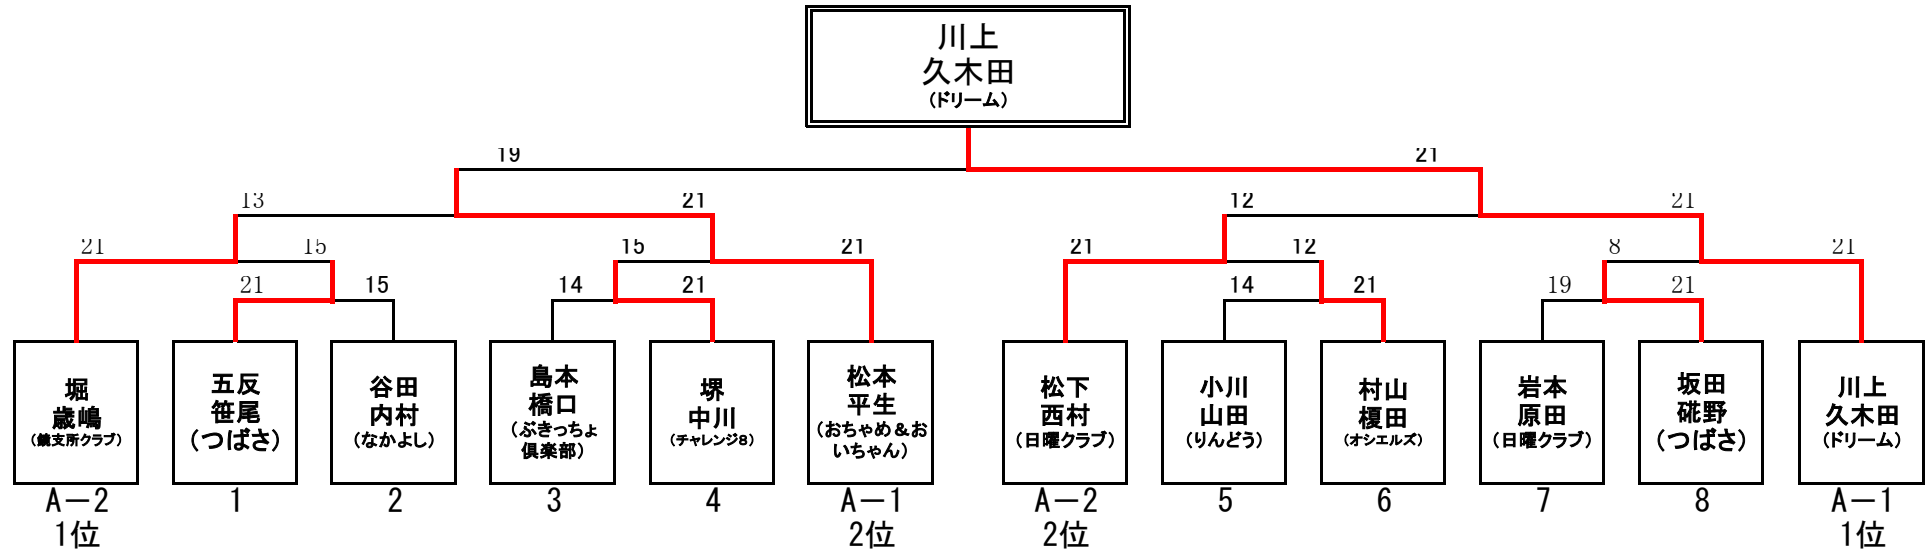 川上
久木田
(ドリーム)
19
21
13
21
12
21
21
15
15
21
21
12
8
21
21
15
14
21
14
21
19
21
堀
歳嶋
(鏡支所クラブ)
五反
笹尾
(つばさ)
谷田
内村
(なかよし)
島本
橋口
(ぶきっちょ
倶楽部)
堺
中川
(チャレンジ8)
松本
平生
(おちゃめ&お
いちゃん)
松下
西村
(日曜クラブ)
小川
山田
(りんどう)
村山
榎田
(オシエルズ)
岩本
原田
(日曜クラブ)
坂田
硴野
(つばさ)
川上
久木田
(ドリーム)
A-2
1位
1
2
3
4
A-1
2位
A-2
2位
5
6
7
8
A-1
1位